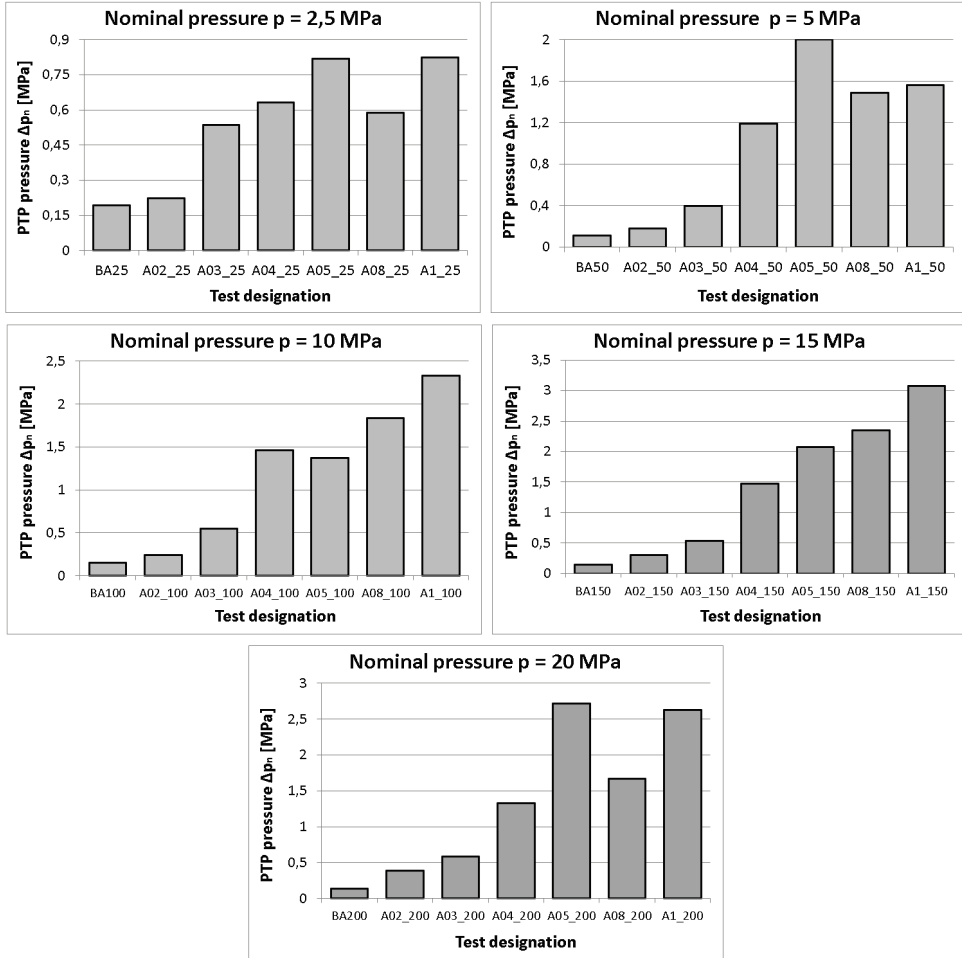 Nominal pressure p = 2,5 MPa
PTP pressure Δpₙ [MPa]
0,9
0,75
0,6
0,45
0,3
0,15
0
BA25 A02_25 A03_25 A04_25 A05_25 A08_25 A1_25
Test designation
Nominal pressure p = 5 MPa
PTP pressure Δpₙ [MPa]
2
1,6
1,2
0,8
0,4
0
BA50 A02_50 A03_50 A04_50 A05_50 A08_50 A1_50
Test designation
Nominal pressure p = 10 MPa
PTP pressure Δpₙ [MPa]
2,5
2
1,5
1
0,5
0
BA100 A02_100 A03_100 A04_100 A05_100 A08_100 A1_100
Test designation
Nominal pressure p = 15 MPa
PTP pressure Δpₙ [MPa]
3,5
3
2,5
2
1,5
1
0,5
0
BA150 A02_150 A03_150 A04_150 A05_150 A08_150 A1_150
Test designation
Nominal pressure p = 20 MPa
PTP pressure Δpₙ [MPa]
3
2,5
2
1,5
1
0,5
0
BA200 A02_200 A03_200 A04_200 A05_200 A08_200 A1_200
Test designation